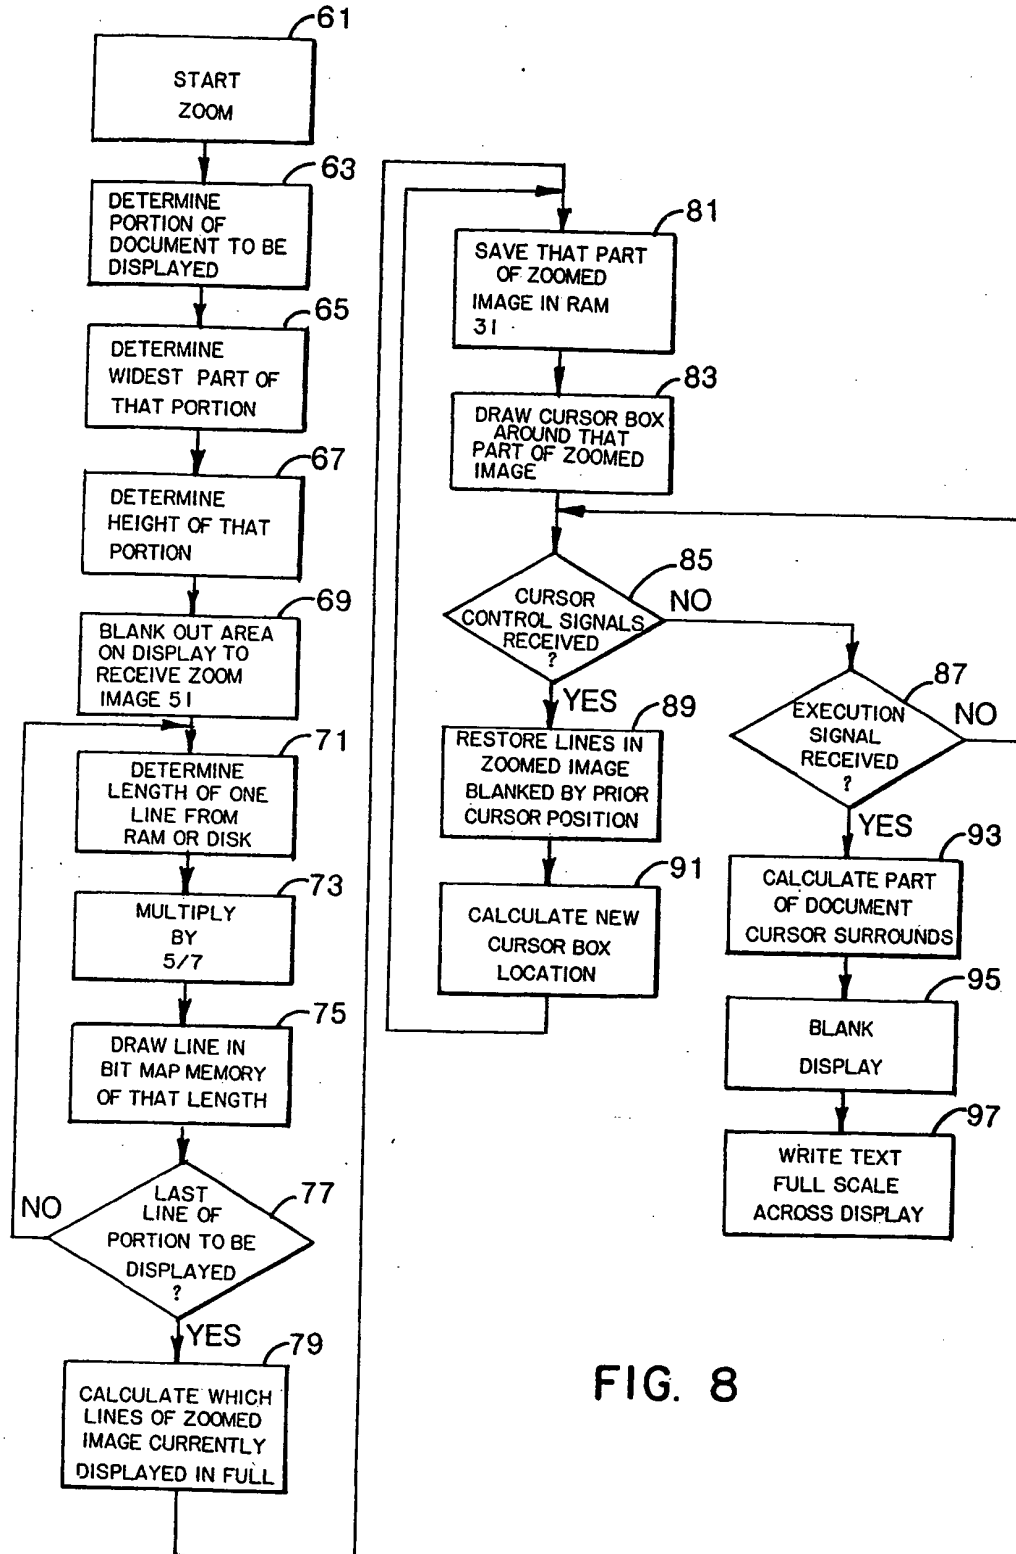 61
START
ZOOM
63
DETERMINE
PORTION OF
DOCUMENT TO BE
DISPLAYED
65
DETERMINE
WIDEST PART OF
THAT PORTION
67
DETERMINE
HEIGHT OF THAT
PORTION
69
BLANK OUT AREA
ON DISPLAY TO
RECEIVE ZOOM
IMAGE 51
71
DETERMINE
LENGTH OF ONE
LINE FROM
RAM OR DISK
73
MULTIPLY
BY
5/7
75
DRAW LINE IN
BIT MAP MEMORY
OF THAT LENGTH
77
LAST
LINE OF
PORTION TO BE
DISPLAYED
?
NO
YES
79
CALCULATE WHICH
LINES OF ZOOMED
IMAGE CURRENTLY
DISPLAYED IN FULL
81
SAVE THAT PART
OF ZOOMED
IMAGE IN RAM
31
83
DRAW CURSOR BOX
AROUND THAT
PART OF ZOOMED
IMAGE
85
CURSOR
CONTROL SIGNALS
RECEIVED
?
NO
YES
87
EXECUTION
SIGNAL
RECEIVED
?
NO
YES
89
RESTORE LINES IN
ZOOMED IMAGE
BLANKED BY PRIOR
CURSOR POSITION
91
CALCULATE NEW
CURSOR BOX
LOCATION
93
CALCULATE PART
OF DOCUMENT
CURSOR SURROUNDS
95
BLANK
DISPLAY
97
WRITE TEXT
FULL SCALE
ACROSS DISPLAY
FIG. 8